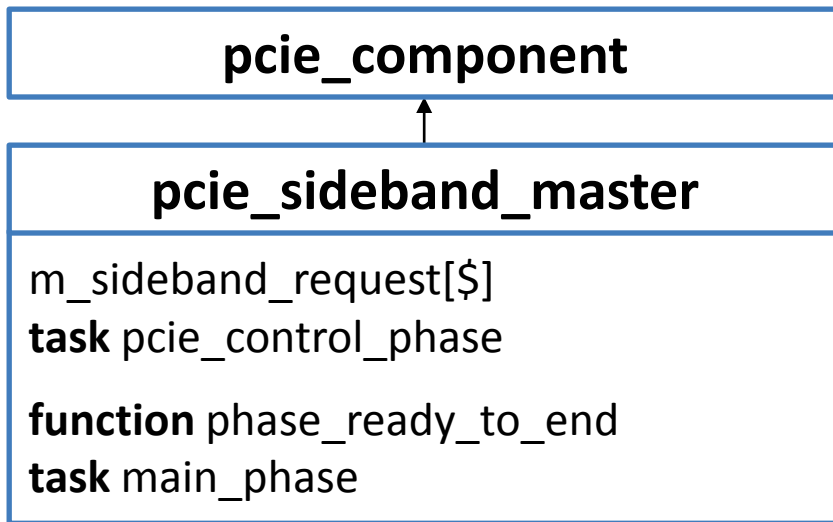 pcie_component
pcie_sideband_master
m_sideband_request[$]
task pcie_control_phase
function phase_ready_to_end
task main_phase